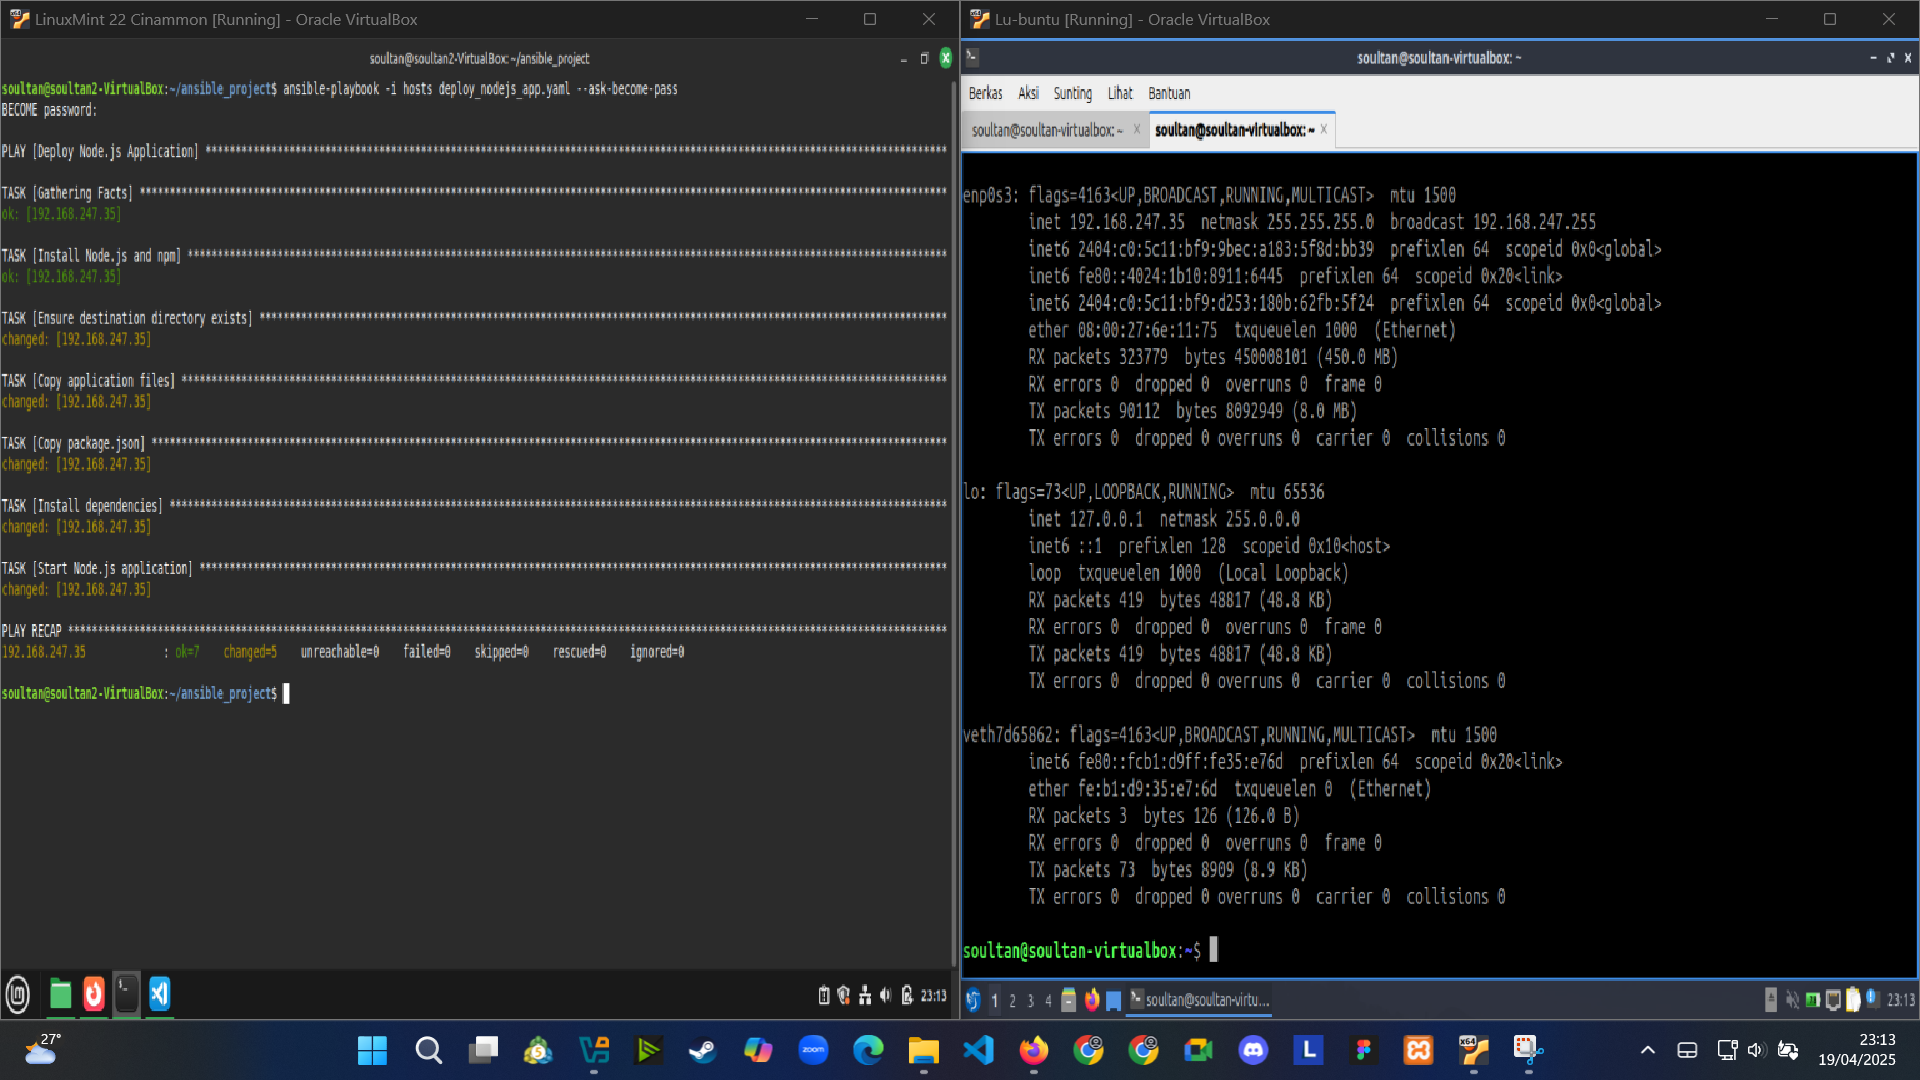 LinuxMint 22 Cinammon [Running] - Oracle VirtualBox
soultan@soultan2-VirtualBox: ~/ansible_project
soultan@soultan2-VirtualBox:~/ansible_project$ ansible-playbook -i hosts deploy_nodejs_app.yaml --ask-become-pass
BECOME password:
PLAY [Deploy Node.js Application] ****
TASK [Gathering Facts] ****
ok: [192.168.247.35]
TASK [Install Node.js and npm] ****
ok: [192.168.247.35]
TASK [Ensure destination directory exists] ****
changed: [192.168.247.35]
TASK [Copy application files] ****
changed: [192.168.247.35]
TASK [Copy package.json] ****
changed: [192.168.247.35]
TASK [Install dependencies] ****
changed: [192.168.247.35]
TASK [Start Node.js application] ****
changed: [192.168.247.35]
PLAY RECAP ****
192.168.247.35 : ok=7 changed=5 unreachable=0 failed=0 skipped=0 rescued=0 ignored=0
soultan@soultan2-VirtualBox:~/ansible_project$
23:13
Lu-buntu [Running] - Oracle VirtualBox
soultan@soultan-virtualbox: ~
Berkas Aksi Sunting Lihat Bantuan
soultan@soultan-virtualbox: ~ × soultan@soultan-virtualbox: ~ ×
enp0s3: flags=4163<UP,BROADCAST,RUNNING,MULTICAST> mtu 1500
inet 192.168.247.35 netmask 255.255.255.0 broadcast 192.168.247.255
inet6 2404:c0:5c11:bf9:9bec:a183:5f8d:bb39 prefixlen 64 scopeid 0x0<global>
inet6 fe80::4024:1b10:8911:6445 prefixlen 64 scopeid 0x20<link>
inet6 2404:c0:5c11:bf9:d253:180b:62fb:5f24 prefixlen 64 scopeid 0x0<global>
ether 08:00:27:6e:11:75 txqueuelen 1000 (Ethernet)
RX packets 323779 bytes 450008101 (450.0 MB)
RX errors 0 dropped 0 overruns 0 frame 0
TX packets 90112 bytes 8092949 (8.0 MB)
TX errors 0 dropped 0 overruns 0 carrier 0 collisions 0
lo: flags=73<UP,LOOPBACK,RUNNING> mtu 65536
inet 127.0.0.1 netmask 255.0.0.0
inet6 ::1 prefixlen 128 scopeid 0x10<host>
loop txqueuelen 1000 (Local Loopback)
RX packets 419 bytes 48817 (48.8 KB)
RX errors 0 dropped 0 overruns 0 frame 0
TX packets 419 bytes 48817 (48.8 KB)
TX errors 0 dropped 0 overruns 0 carrier 0 collisions 0
veth7d65862: flags=4163<UP,BROADCAST,RUNNING,MULTICAST> mtu 1500
inet6 fe80::fcb1:d9ff:fe35:e76d prefixlen 64 scopeid 0x20<link>
ether fe:b1:d9:35:e7:6d txqueuelen 0 (Ethernet)
RX packets 3 bytes 126 (126.0 B)
RX errors 0 dropped 0 overruns 0 frame 0
TX packets 73 bytes 8909 (8.9 KB)
TX errors 0 dropped 0 overruns 0 carrier 0 collisions 0
soultan@soultan-virtualbox:~$
1 2 3 4 soultan@soultan-virtu... 23:13
27°
zoom
L
x64
23:13
19/04/2025